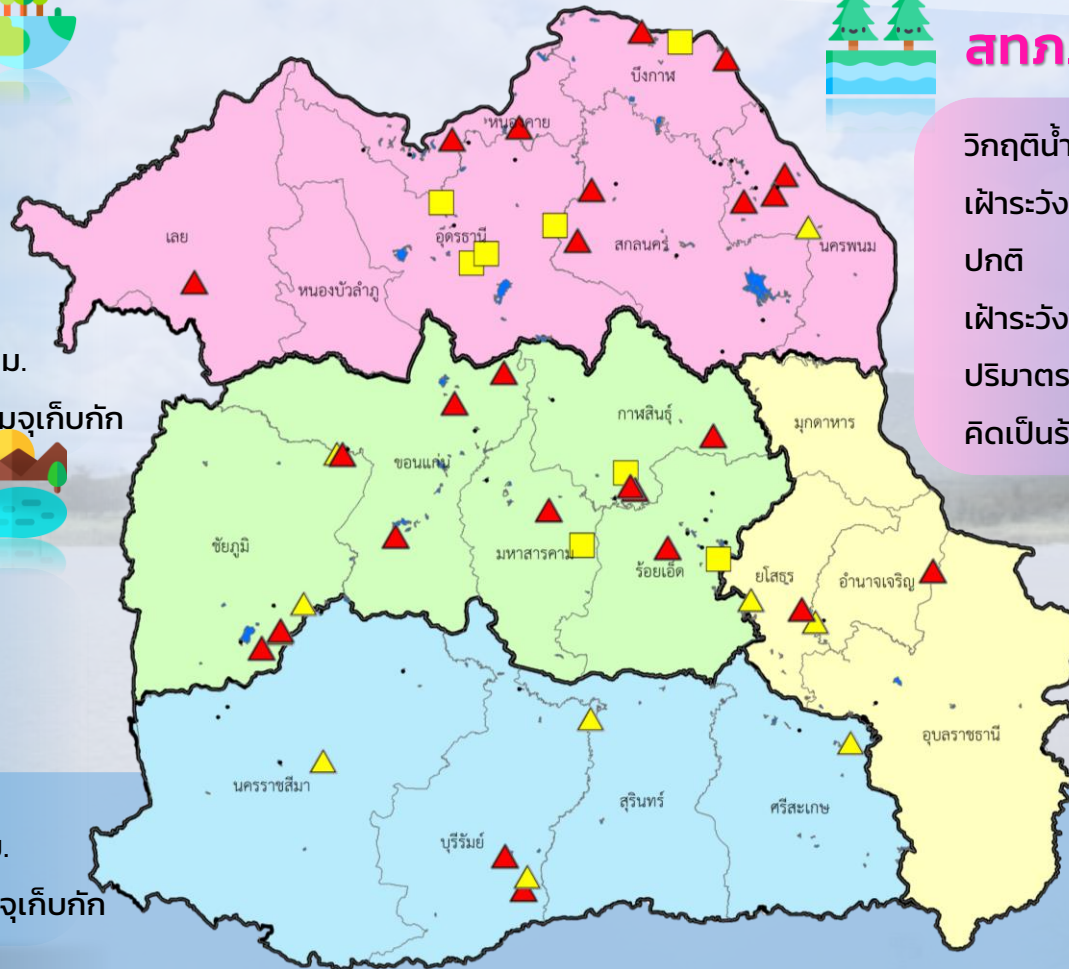 สทภ.
วิกฤติน้ำ
เฝ้าระวัง
ปกติ
เฝ้าระวัง
ปริมาตร
คิดเป็นร้
ม.
มจุเก็บกัก
จุเก็บกัก
บึงกาฬ
หนองคาย
เลย
อุดรธานี
สกลนคร
นครพนม
หนองบัวลำภู
กาฬสินธุ์
มุกดาหาร
ขอนแก่น
ชัยภูมิ
มหาสารคาม
ร้อยเอ็ด
ยโสธร
อำนาจเจริญ
อุบลราชธานี
นครราชสีมา
บุรีรัมย์
สุรินทร์
ศรีสะเกษ